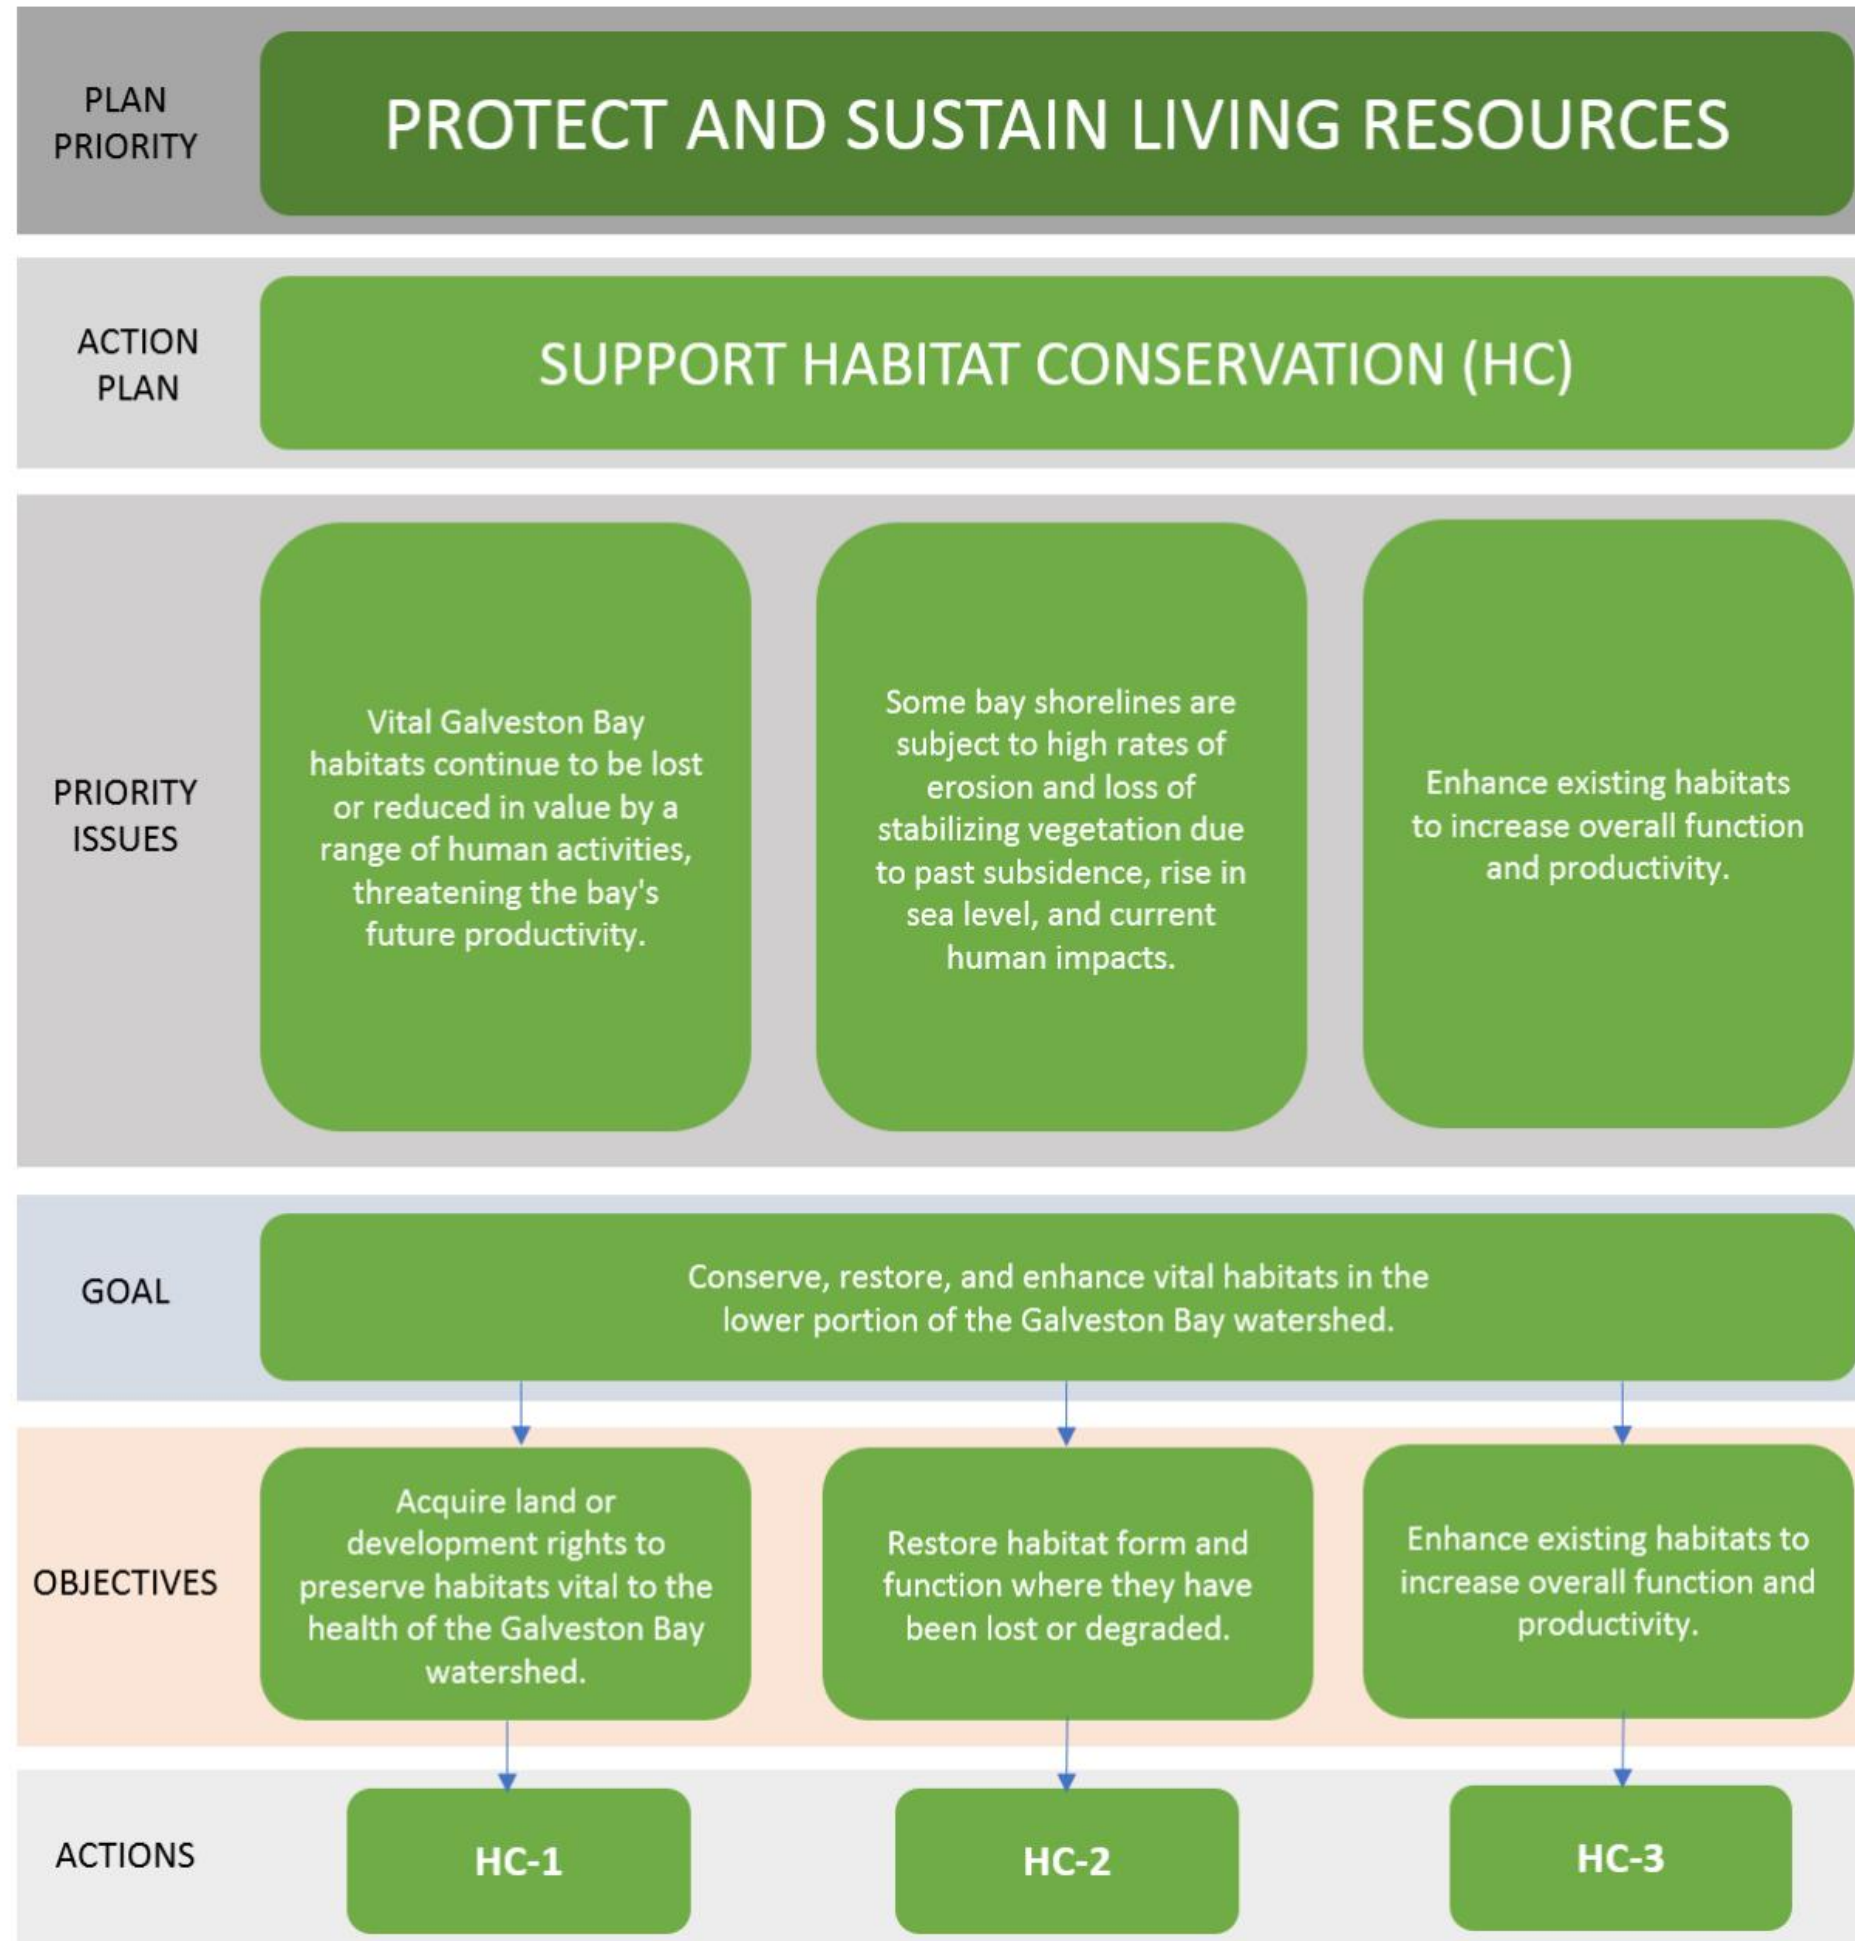 PLAN
PRIORITY
PROTECT AND SUSTAIN LIVING RESOURCES
ACTION
PLAN
SUPPORT HABITAT CONSERVATION (HC)
PRIORITY
ISSUES
Vital Galveston Bay
habitats continue to be lost
or reduced in value by a
range of human activities,
threatening the bay's
future productivity.
Some bay shorelines are
subject to high rates of
erosion and loss of
stabilizing vegetation due
to past subsidence, rise in
sea level, and current
human impacts.
Enhance existing habitats
to increase overall function
and productivity.
GOAL
Conserve, restore, and enhance vital habitats in the
lower portion of the Galveston Bay watershed.
OBJECTIVES
Acquire land or
development rights to
preserve habitats vital to the
health of the Galveston Bay
watershed.
Restore habitat form and
function where they have
been lost or degraded.
Enhance existing habitats to
increase overall function and
productivity.
ACTIONS
HC-1
HC-2
HC-3